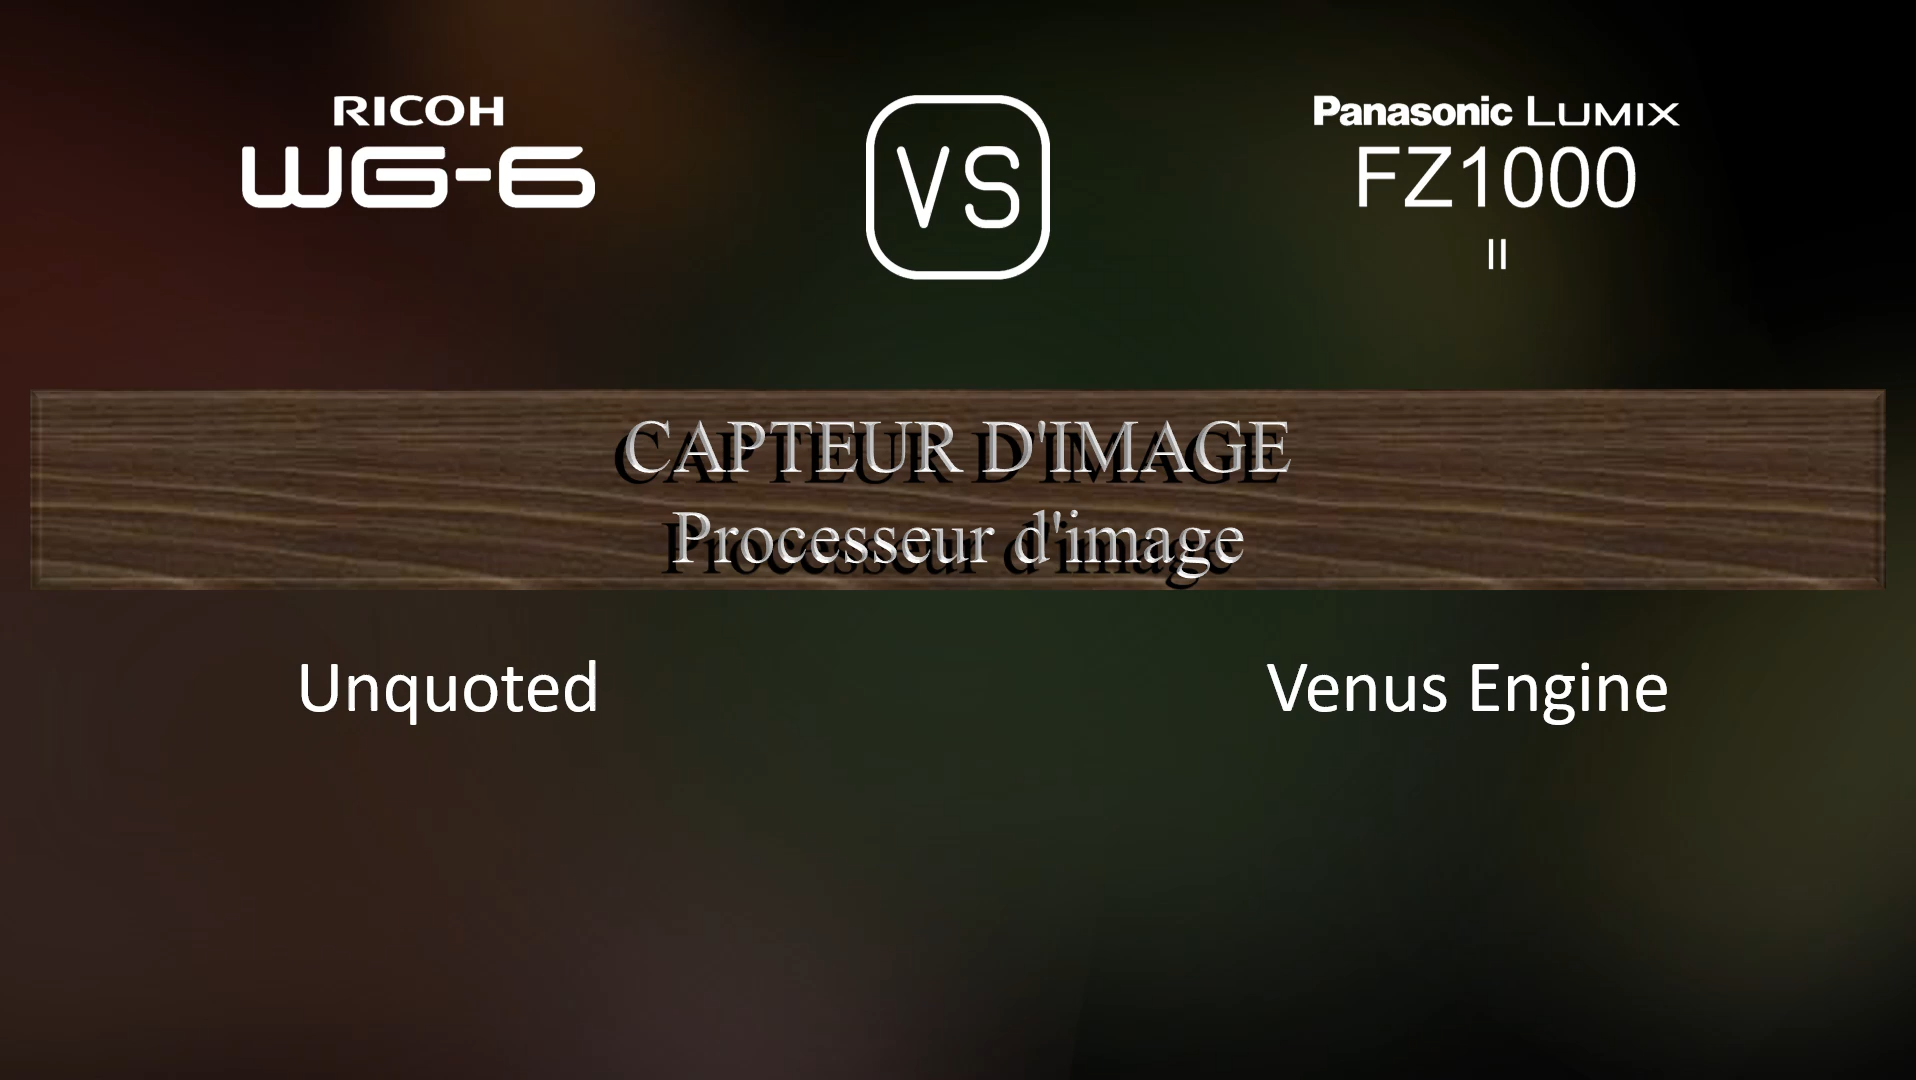 RICOH
WG-6
VS
Panasonic LUMIX
FZ1000
II
CAPTEUR D'IMAGE
Processeur d'image
Unquoted
Venus Engine